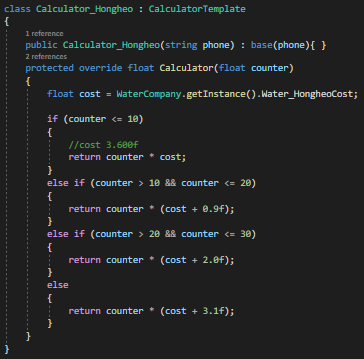 class Calculator_Hongheo : CalculatorTemplate
{
1 reference
public Calculator_Hongheo(string phone) : base(phone){ }
2 references
protected override float Calculator(float counter)
{
float cost = WaterCompany.getInstance().Water_HongheoCost;
if (counter <= 10)
{
//cost 3.600f
return counter * cost;
}
else if (counter > 10 && counter <= 20)
{
return counter * (cost + 0.9f);
}
else if (counter > 20 && counter <= 30)
{
return counter * (cost + 2.0f);
}
else
{
return counter * (cost + 3.1f);
}
}
}